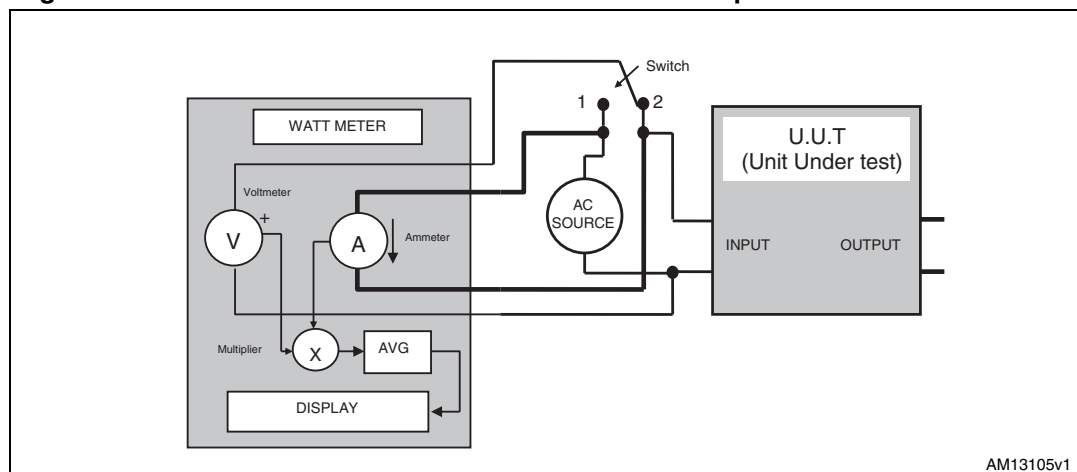 Switch
1
2
WATT METER
U.U.T
(Unit Under test)
Voltmeter
+
AC
SOURCE
V
A
Ammeter
INPUT
OUTPUT
Multiplier
X
AVG
DISPLAY
AM13105v1